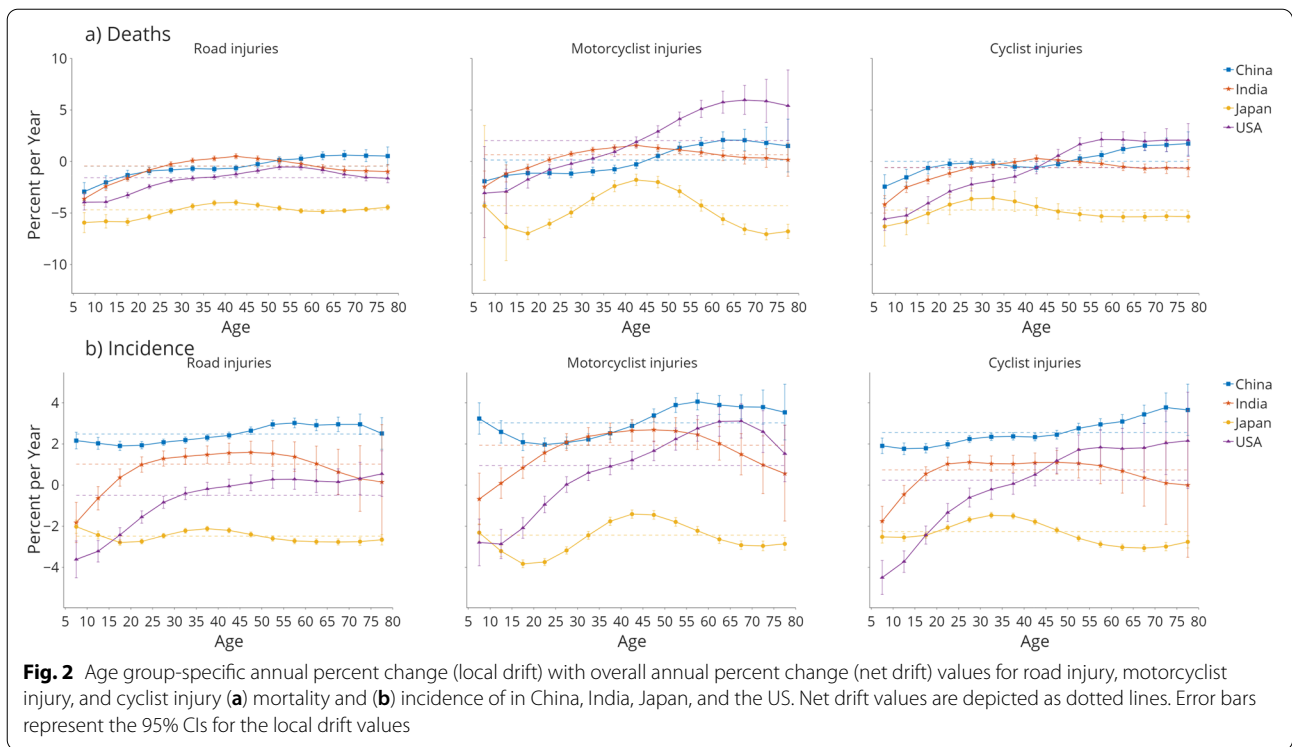 a) Deaths
Road injuries
Motorcyclist injuries
Cyclist injuries
Percent per Year
10
5
0
−5
−10
5 10 15 20 25 30 35 40 45 50 55 60 65 70 75 80
5 10 15 20 25 30 35 40 45 50 55 60 65 70 75 80
5 10 15 20 25 30 35 40 45 50 55 60 65 70 75 80
Age
Age
Age
China
India
Japan
USA
b) Incidence
Road injuries
Motorcyclist injuries
Cyclist injuries
Percent per Year
4
2
0
−2
−4
5 10 15 20 25 30 35 40 45 50 55 60 65 70 75 80
5 10 15 20 25 30 35 40 45 50 55 60 65 70 75 80
5 10 15 20 25 30 35 40 45 50 55 60 65 70 75 80
Age
Age
Age
China
India
Japan
USA
Fig. 2 Age group-specific annual percent change (local drift) with overall annual percent change (net drift) values for road injury, motorcyclist
injury, and cyclist injury (a) mortality and (b) incidence of in China, India, Japan, and the US. Net drift values are depicted as dotted lines. Error bars
represent the 95% CIs for the local drift values